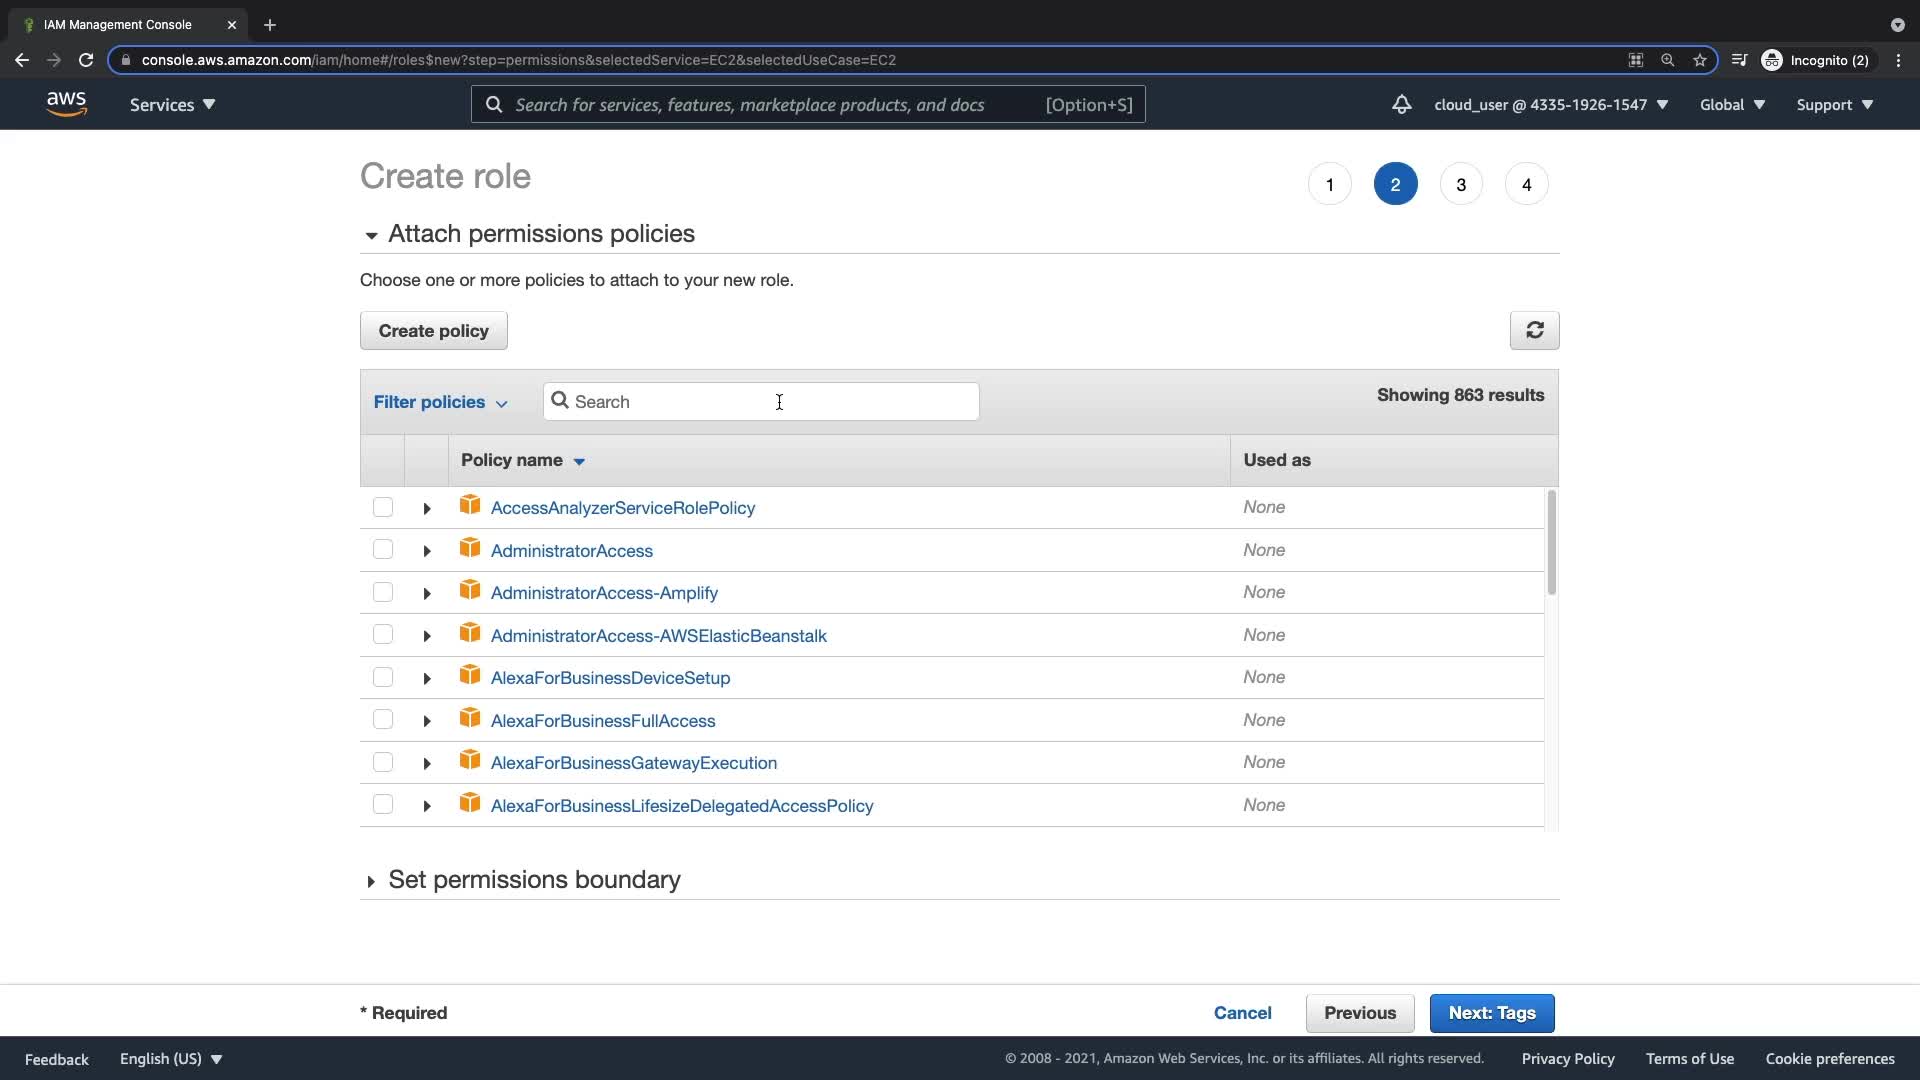 IAM Management Console
console.aws.amazon.com/iam/home#/roles$new?step=permissions&selectedService=EC2&selectedUseCase=EC2
Incognito (2)
aws
Services
Search for services, features, marketplace products, and docs
[Option+S]
cloud_user @ 4335-1926-1547
Global
Support
Create role
1
2
3
4
Attach permissions policies
Choose one or more policies to attach to your new role.
Create policy
Filter policies
Search
Showing 863 results
Policy name
Used as
AccessAnalyzerServiceRolePolicy
None
AdministratorAccess
None
AdministratorAccess-Amplify
None
AdministratorAccess-AWSElasticBeanstalk
None
AlexaForBusinessDeviceSetup
None
AlexaForBusinessFullAccess
None
AlexaForBusinessGatewayExecution
None
AlexaForBusinessLifesizeDelegatedAccessPolicy
None
Set permissions boundary
* Required
Cancel
Previous
Next: Tags
Feedback
English (US)
© 2008 - 2021, Amazon Web Services, Inc. or its affiliates. All rights reserved.
Privacy Policy
Terms of Use
Cookie preferences